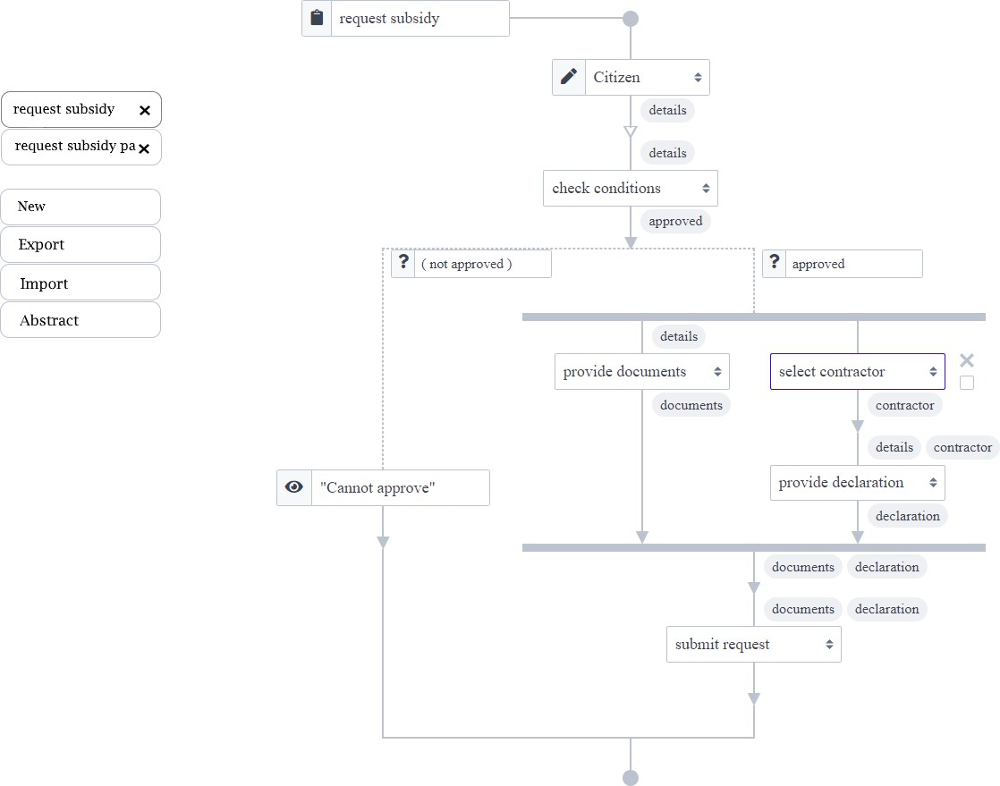 request subsidy
request subsidy
request subsidy pa
New
Export
Import
Abstract
Citizen
details
details
check conditions
approved
? ( not approved )
? approved
details
provide documents
select contractor
documents
contractor
details contractor
provide declaration
declaration
"Cannot approve"
documents declaration
documents declaration
submit request